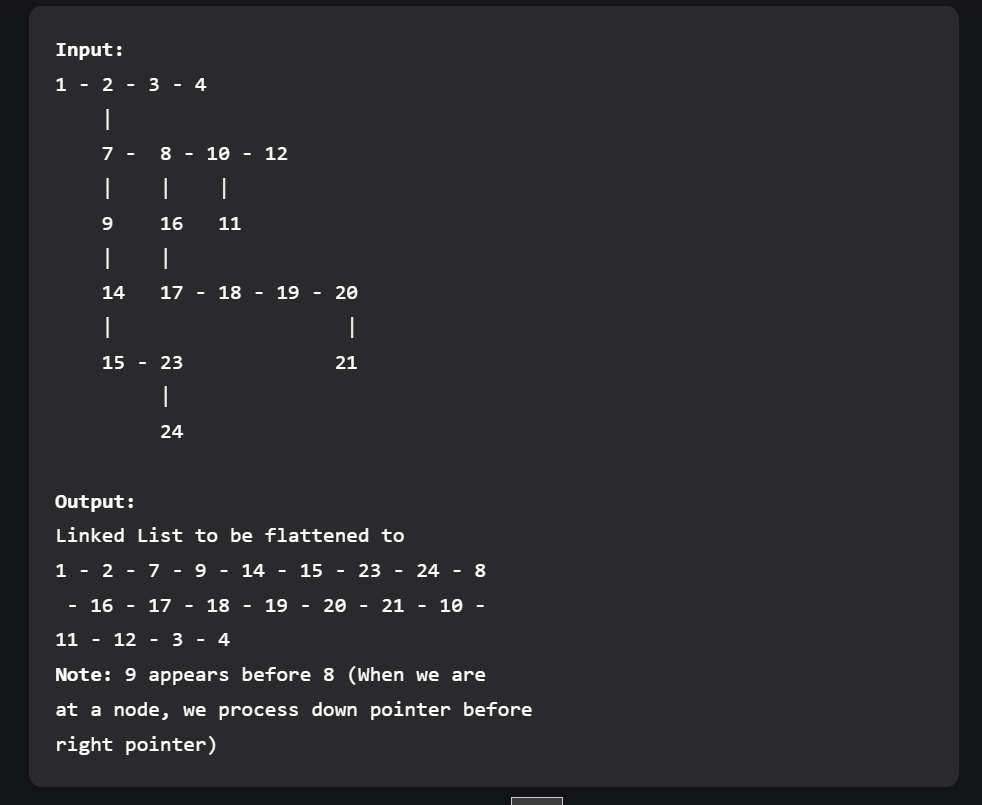 Input:
1 - 2 - 3 - 4
    |
    7 -  8 - 10 - 12
    |    |    |
    9    16   11
    |    |
    14   17 - 18 - 19 - 20
    |                    |
    15 - 23             21
         |
         24
Output:
Linked List to be flattened to
1 - 2 - 7 - 9 - 14 - 15 - 23 - 24 - 8
 - 16 - 17 - 18 - 19 - 20 - 21 - 10 -
11 - 12 - 3 - 4
Note: 9 appears before 8 (When we are
at a node, we process down pointer before
right pointer)